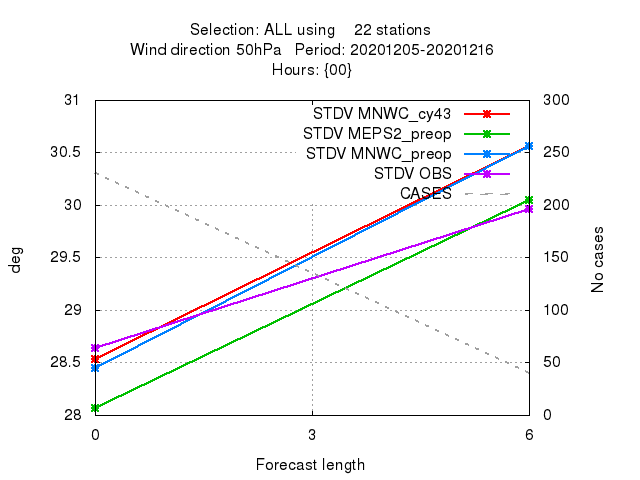 Selection: ALL using 22 stations
Wind direction 50hPa Period: 20201205-20201216
Hours: {00}
STDV MNWC_cy43
STDV MEPS2_preop
STDV MNWC_preop
STDV OBS
CASES
31
30.5
30
29.5
29
28.5
28
300
250
200
150
100
50
0
deg
No cases
0 3 6
Forecast length